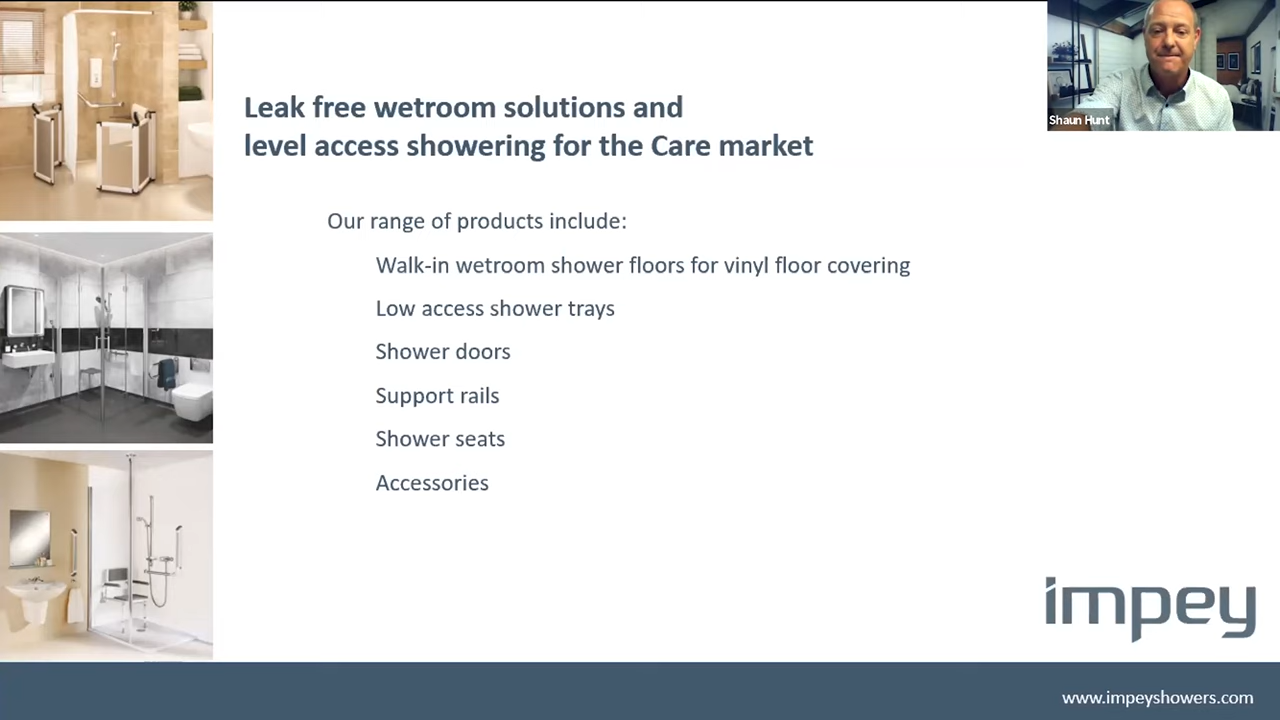 Leak free wetroom solutions and
level access showering for the Care market
Shaun Hunt
Our range of products include:
Walk-in wetroom shower floors for vinyl floor covering
Low access shower trays
Shower doors
Support rails
Shower seats
Accessories
impey
www.impeyshowers.com